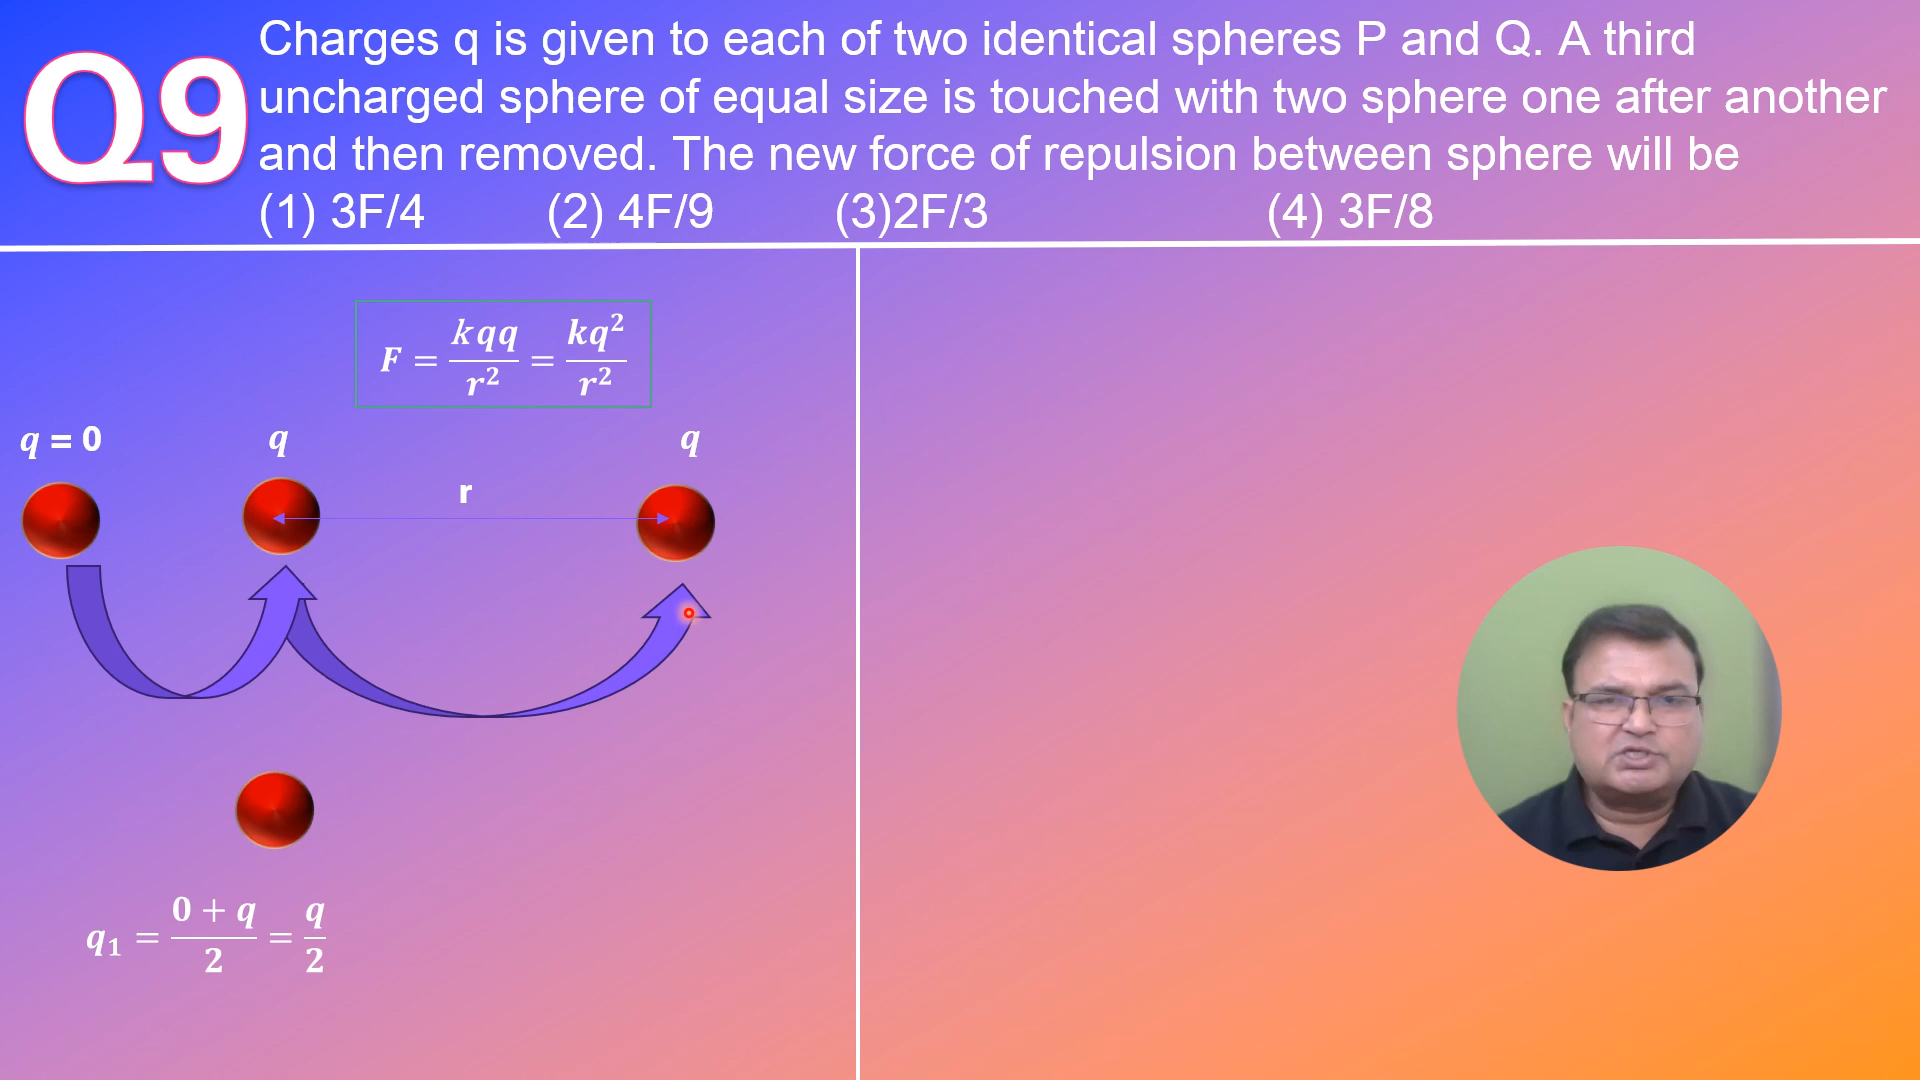 Q9
Charges q is given to each of two identical spheres P and Q. A third
uncharged sphere of equal size is touched with two sphere one after another
and then removed. The new force of repulsion between sphere will be
(1) 3F/4 (2) 4F/9 (3)2F/3 (4) 3F/8
F = kqq/r² = kq²/r²
q = 0 q q
r
q₁ = (0 + q)/2 = q/2